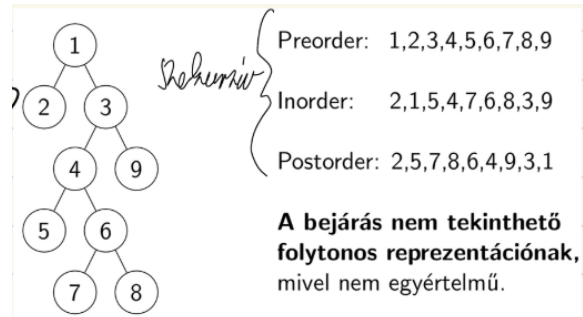 1
2 3
4 9
5 6
7 8
Rekurzív
Preorder: 1,2,3,4,5,6,7,8,9
Inorder: 2,1,5,4,7,6,8,3,9
Postorder: 2,5,7,8,6,4,9,3,1
A bejárás nem tekinthető
folytonos reprezentációnak,
mivel nem egyértelmű.